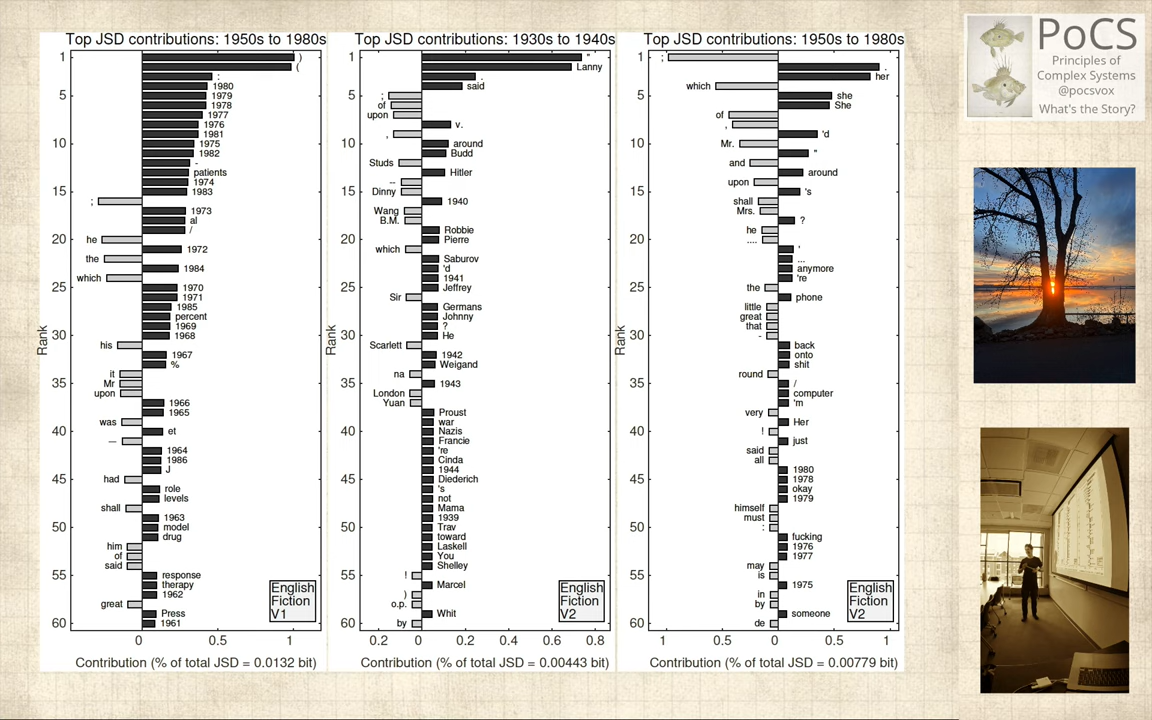 Top JSD contributions: 1950s to 1980s
1
5
10
15
20
25
30
35
40
45
50
55
60
Rank
)
(
:
1980
1979
1978
1977
1976
1981
1975
1982
-
patients
1974
1983
;
1973
al
/
he
1972
the
1984
which
1970
1971
1985
percent
1969
1968
his
1967
%
it
Mr
upon
1966
1965
was
et
—
1964
1986
J
had
role
levels
shall
1963
model
drug
him
of
said
response
therapy
1962
great
Press
1961
English
Fiction
V1
0 0.5 1
Contribution (% of total JSD = 0.0132 bit)
Top JSD contributions: 1930s to 1940s
Rank
"
Lanny
.
said
;
of
upon
v.
,
around
Budd
Studs
Hitler
--
Dinny
1940
Wang
B.M.
Robbie
Pierre
which
Saburov
'd
1941
Jeffrey
Sir
Germans
Johnny
?
He
Scarlett
1942
Weigand
na
1943
London
Yuan
Proust
war
Nazis
Francie
're
Cinda
1944
Diederich
's
not
Mama
1939
Trav
toward
Laskell
You
Shelley
!
Marcel
)
o.p.
Whit
by
English
Fiction
V2
0.2 0 0.2 0.4 0.6 0.8
Contribution (% of total JSD = 0.00443 bit)
Top JSD contributions: 1950s to 1980s
Rank
;
.
her
which
she
She
of
,
'd
Mr.
"
and
around
upon
's
shall
Mrs.
?
he
....
'
...
anymore
're
the
phone
little
great
that
-
back
onto
shit
round
/
computer
'm
very
Her
!
just
said
all
1980
1978
okay
1979
himself
must
:
fucking
1976
1977
may
is
1975
in
by
someone
de
English
Fiction
V2
1 0.5 0 0.5 1
Contribution (% of total JSD = 0.00779 bit)
PoCS
Principles of
Complex Systems
@pocsvox
What's the Story?